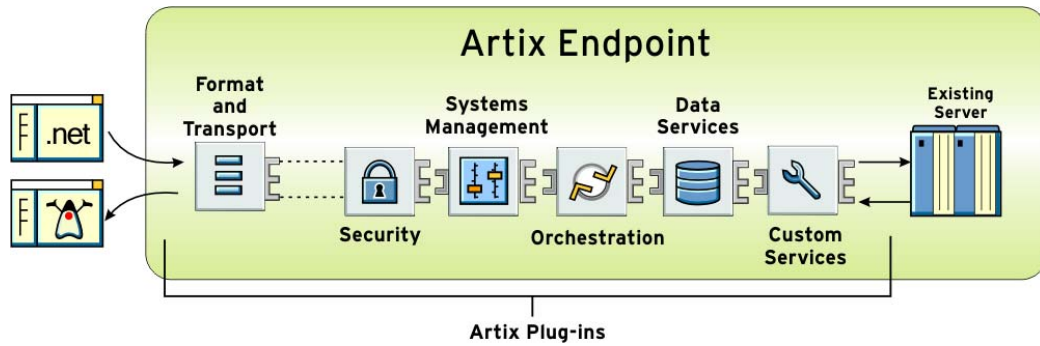 Artix Endpoint
Format
and
Transport
Systems
Management
Data
Services
Existing
Server
.net
Security
Orchestration
Custom
Services
Artix Plug-ins